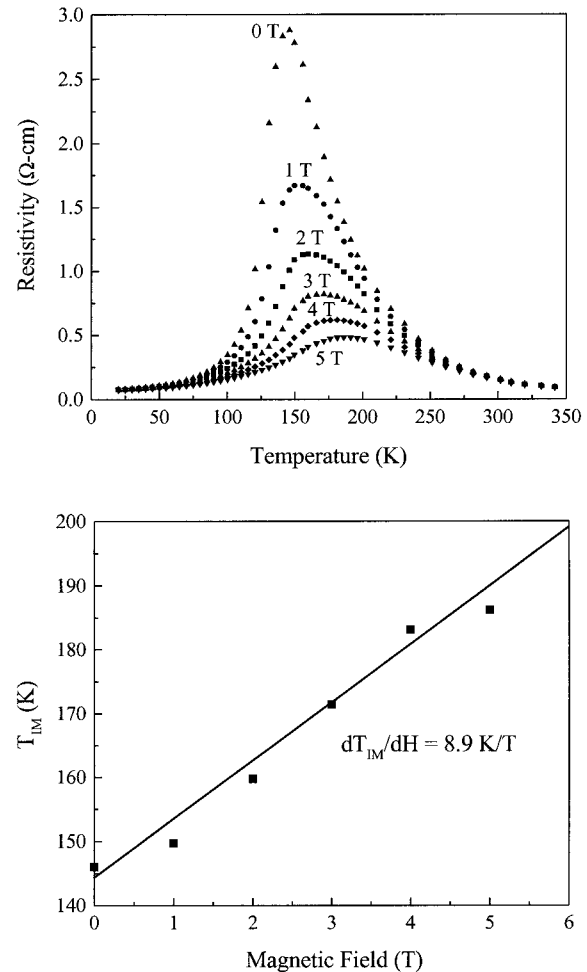 3.0
2.5
2.0
1.5
1.0
0.5
0.0
Resistivity (Ω-cm)
0 T
1 T
2 T
3 T
4 T
5 T
0 50 100 150 200 250 300 350
Temperature (K)
200
190
180
170
160
150
140
T_IM (K)
dT_IM/dH = 8.9 K/T
0 1 2 3 4 5 6
Magnetic Field (T)